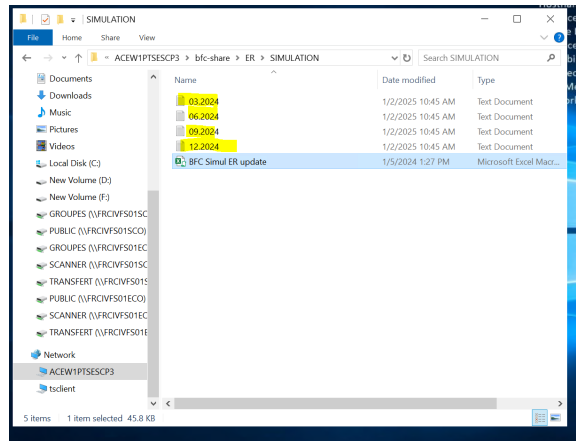 SIMULATION
File Home Share View
ACEW1PTSESCP3 > bfc-share > ER > SIMULATION
Search SIMULATION
Documents
Downloads
Music
Pictures
Videos
Local Disk (C:)
New Volume (D:)
New Volume (F:)
GROUPES (\\FRCIVFS01SC
PUBLIC (\\FRCIVFS01SCO)
GROUPES (\\FRCIVFS01EC
SCANNER (\\FRCIVFS01SC
TRANSFERT (\\FRCIVFS01S
PUBLIC (\\FRCIVFS01ECO)
SCANNER (\\FRCIVFS01EC
TRANSFERT (\\FRCIVFS01E
Network
ACEW1PTSESCP3
tsclient
Name Date modified Type
03.2024 1/2/2025 10:45 AM Text Document
06.2024 1/2/2025 10:45 AM Text Document
09.2024 1/2/2025 10:45 AM Text Document
12.2024 1/2/2025 10:45 AM Text Document
BFC Simul ER update 1/5/2024 1:27 PM Microsoft Excel Macr...
5 items 1 item selected 45.8 KB